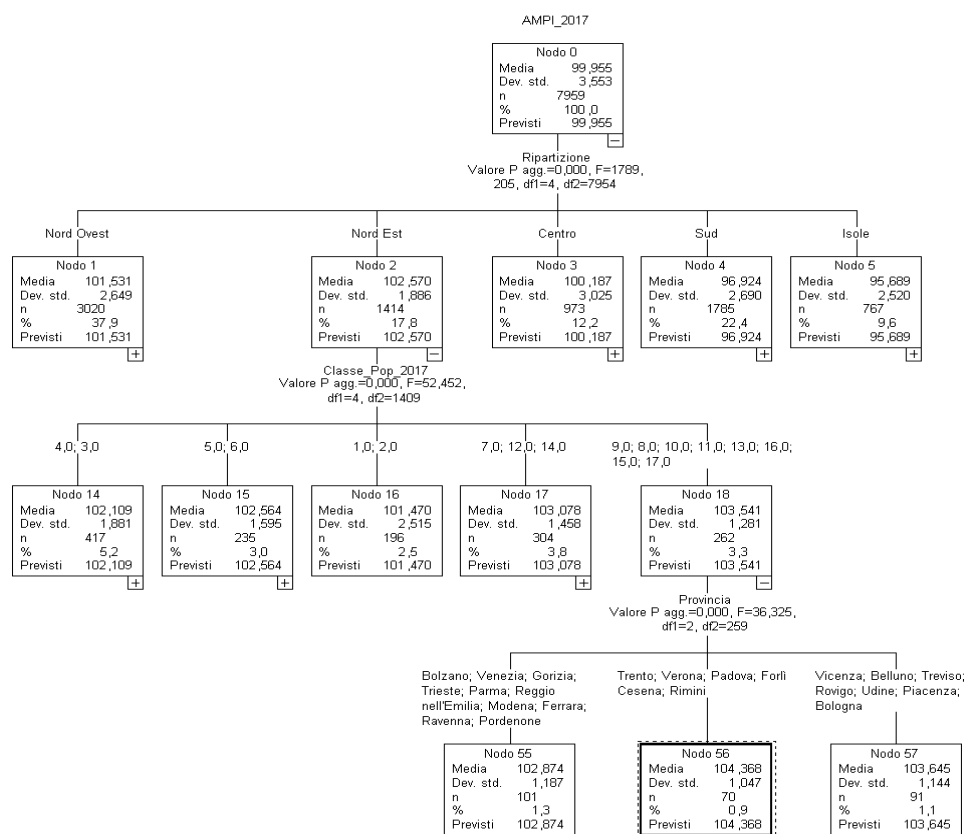 AMPI_2017
Nodo 0
Media 99,955
Dev. std. 3,553
n 7959
% 100,0
Previsti 99,955
Ripartizione
Valore P agg.=0,000, F=1789,
205, df1=4, df2=7954
Nord Ovest
Nord Est
Centro
Sud
Isole
Nodo 1
Media 101,531
Dev. std. 2,649
n 3020
% 37,9
Previsti 101,531
Nodo 2
Media 102,570
Dev. std. 1,886
n 1414
% 17,8
Previsti 102,570
Nodo 3
Media 100,187
Dev. std. 3,025
n 973
% 12,2
Previsti 100,187
Nodo 4
Media 96,924
Dev. std. 2,690
n 1785
% 22,4
Previsti 96,924
Nodo 5
Media 95,689
Dev. std. 2,520
n 767
% 9,6
Previsti 95,689
Classe_Pop_2017
Valore P agg.=0,000, F=52,452,
df1=4, df2=1409
4,0; 3,0
5,0; 6,0
1,0; 2,0
7,0; 12,0; 14,0
9,0; 8,0; 10,0; 11,0; 13,0; 16,0;
15,0; 17,0
Nodo 14
Media 102,109
Dev. std. 1,881
n 417
% 5,2
Previsti 102,109
Nodo 15
Media 102,564
Dev. std. 1,595
n 235
% 3,0
Previsti 102,564
Nodo 16
Media 101,470
Dev. std. 2,515
n 196
% 2,5
Previsti 101,470
Nodo 17
Media 103,078
Dev. std. 1,458
n 304
% 3,8
Previsti 103,078
Nodo 18
Media 103,541
Dev. std. 1,281
n 262
% 3,3
Previsti 103,541
Provincia
Valore P agg.=0,000, F=36,325,
df1=2, df2=259
Bolzano; Venezia; Gorizia;
Trieste; Parma; Reggio
nell'Emilia; Modena; Ferrara;
Ravenna; Pordenone
Trento; Verona; Padova; Forlì
Cesena; Rimini
Vicenza; Belluno; Treviso;
Rovigo; Udine; Piacenza;
Bologna
Nodo 55
Media 102,874
Dev. std. 1,187
n 101
% 1,3
Previsti 102,874
Nodo 56
Media 104,368
Dev. std. 1,047
n 70
% 0,9
Previsti 104,368
Nodo 57
Media 103,645
Dev. std. 1,144
n 91
% 1,1
Previsti 103,645